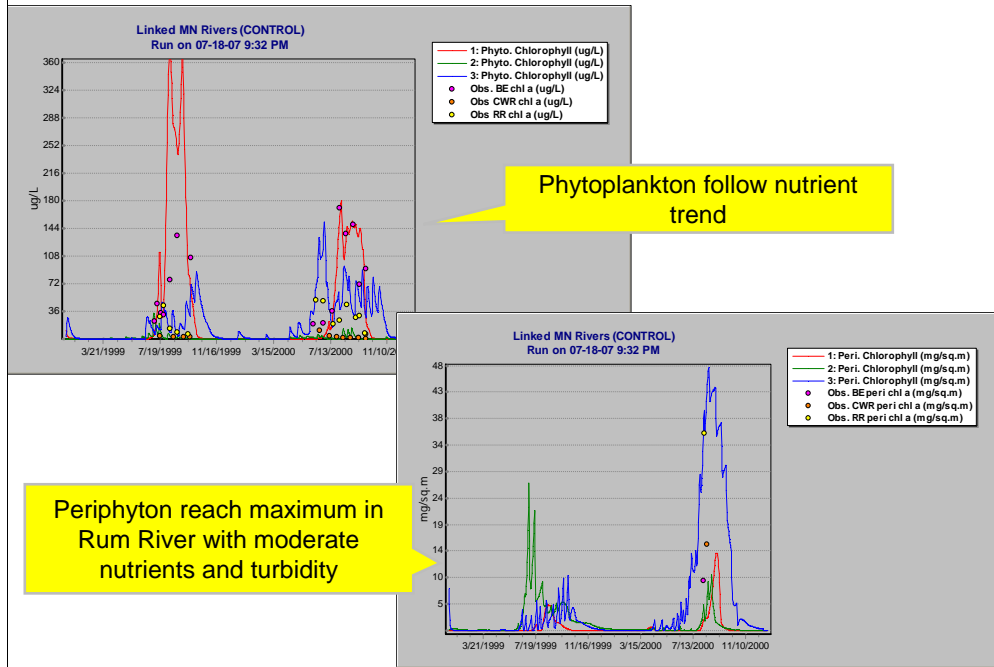 Linked MN Rivers (CONTROL)
Run on 07-18-07 9:32 PM
1: Phyto. Chlorophyll (ug/L)
2: Phyto. Chlorophyll (ug/L)
3: Phyto. Chlorophyll (ug/L)
Obs. BE chl a (ug/L)
Obs CWR chl a (ug/L)
Obs RR chl a (ug/L)
360
324
288
252
216
180
144
108
72
36
ug/L
3/21/1999 7/19/1999 11/16/1999 3/15/2000 7/13/2000 11/10/2
Phytoplankton follow nutrient
trend
Linked MN Rivers (CONTROL)
Run on 07-18-07 9:32 PM
1: Peri. Chlorophyll (mg/sq.m)
2: Peri. Chlorophyll (mg/sq.m)
3: Peri. Chlorophyll (mg/sq.m)
Obs. BE peri chl a (mg/sq.m)
Obs. CWR peri chl a (mg/sq.m)
Obs. RR peri chl a (mg/sq.m)
48
43
38
34
29
24
19
14
10
5
mg/sq.m
3/21/1999 7/19/1999 11/16/1999 3/15/2000 7/13/2000 11/10/2000
Periphyton reach maximum in
Rum River with moderate
nutrients and turbidity